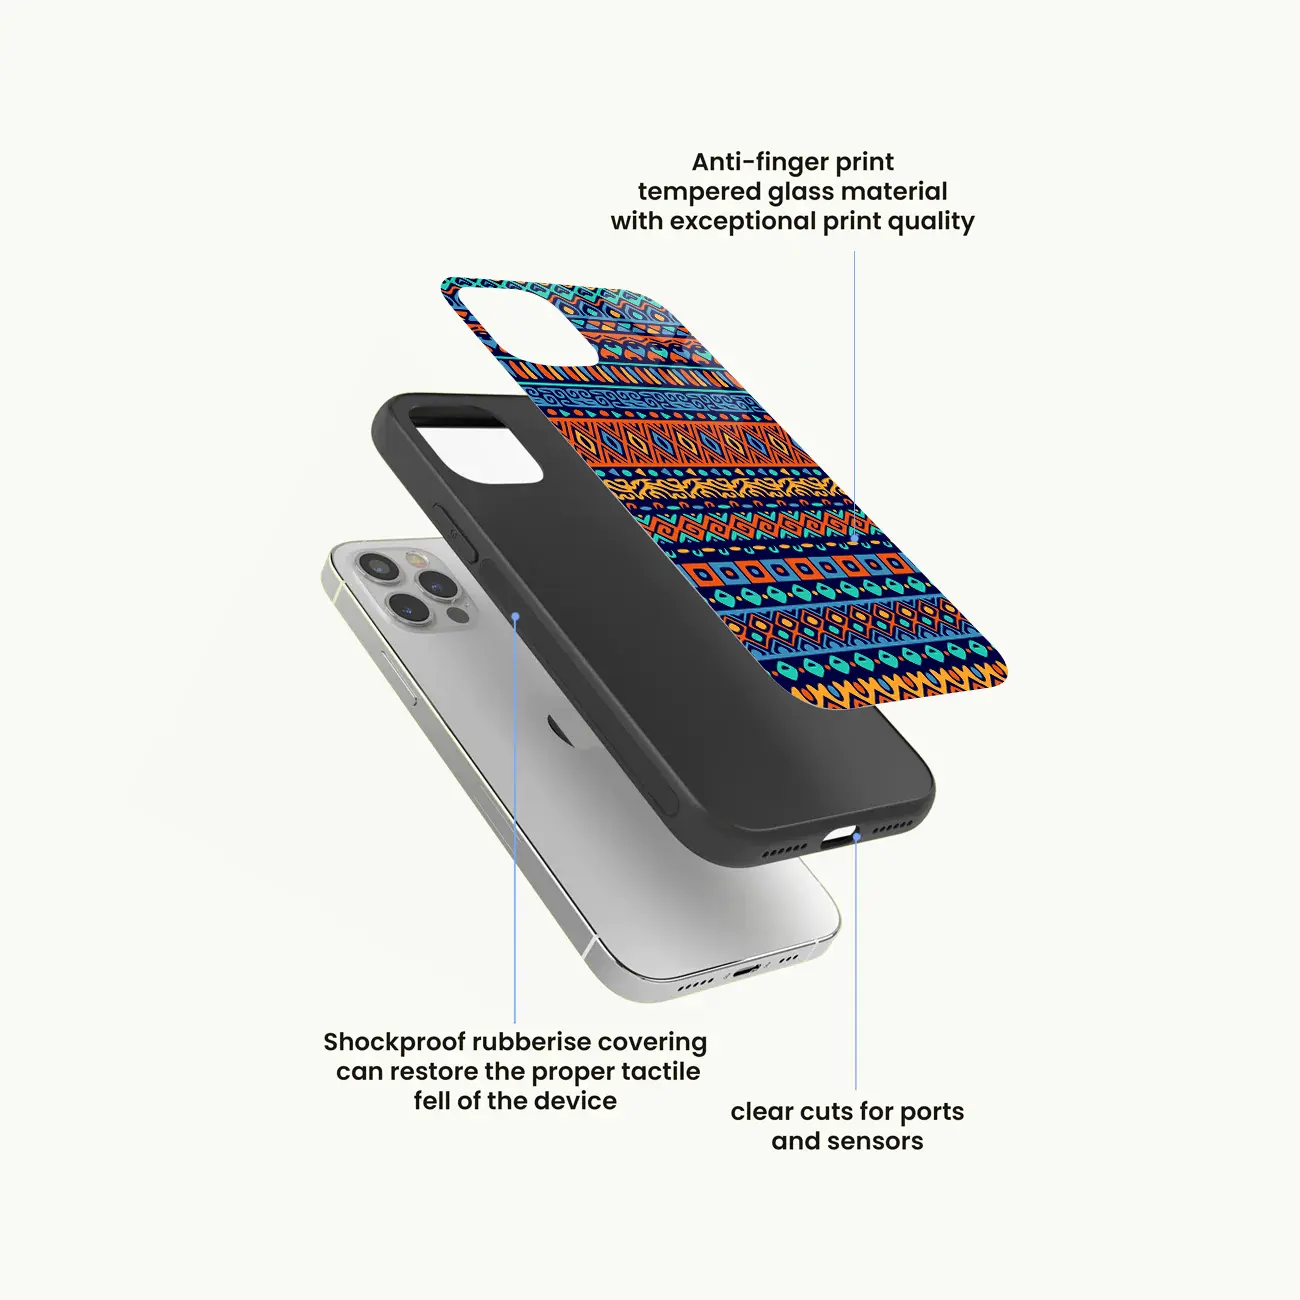 Anti-finger print
tempered glass material
with exceptional print quality
Shockproof rubberise covering
can restore the proper tactile
fell of the device
clear cuts for ports
and sensors